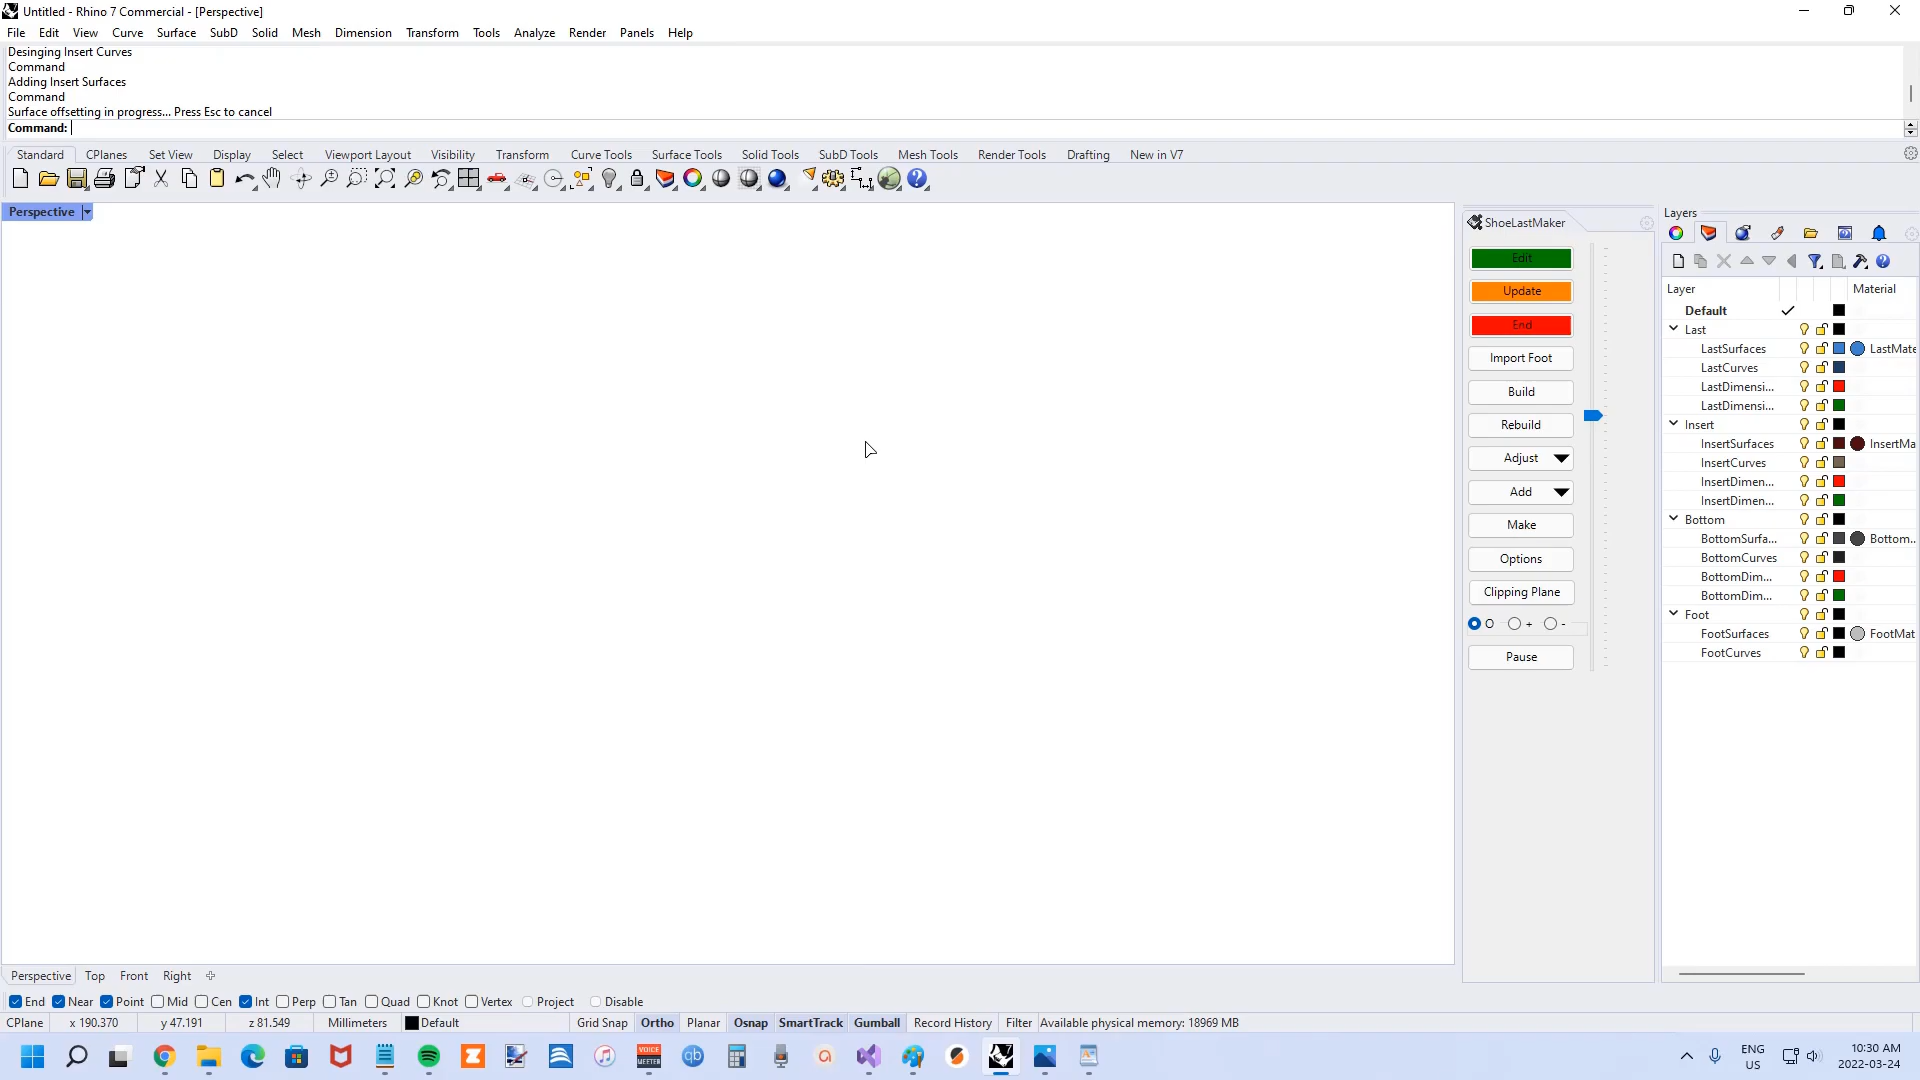 Untitled - Rhino 7 Commercial - [Perspective]
File Edit View Curve Surface SubD Solid Mesh Dimension Transform Tools Analyze Render Panels Help
Desinging Insert Curves
Command
Adding Insert Surfaces
Command
Surface offsetting in progress... Press Esc to cancel
Command:
Standard CPlanes Set View Display Select Viewport Layout Visibility Transform Curve Tools Surface Tools Solid Tools SubD Tools Mesh Tools Render Tools Drafting New in V7
Perspective
ShoeLastMaker
Edit
Update
End
Import Foot
Build
Rebuild
Adjust
Add
Make
Options
Clipping Plane
O + -
Pause
Layers
Layer Material
Default
Last
LastSurfaces LastMate
LastCurves
LastDimensi...
LastDimensi...
Insert
InsertSurfaces InsertMa
InsertCurves
InsertDimen...
InsertDimen...
Bottom
BottomSurfa... Bottom...
BottomCurves
BottomDim...
BottomDim...
Foot
FootSurfaces FootMat
FootCurves
Perspective Top Front Right
End Near Point Mid Cen Int Perp Tan Quad Knot Vertex Project Disable
CPlane x 190.370 y 47.191 z 81.549 Millimeters Default Grid Snap Ortho Planar Osnap SmartTrack Gumball Record History Filter Available physical memory: 18969 MB
VOICE MEETER
qb
ENG
US
10:30 AM
2022-03-24